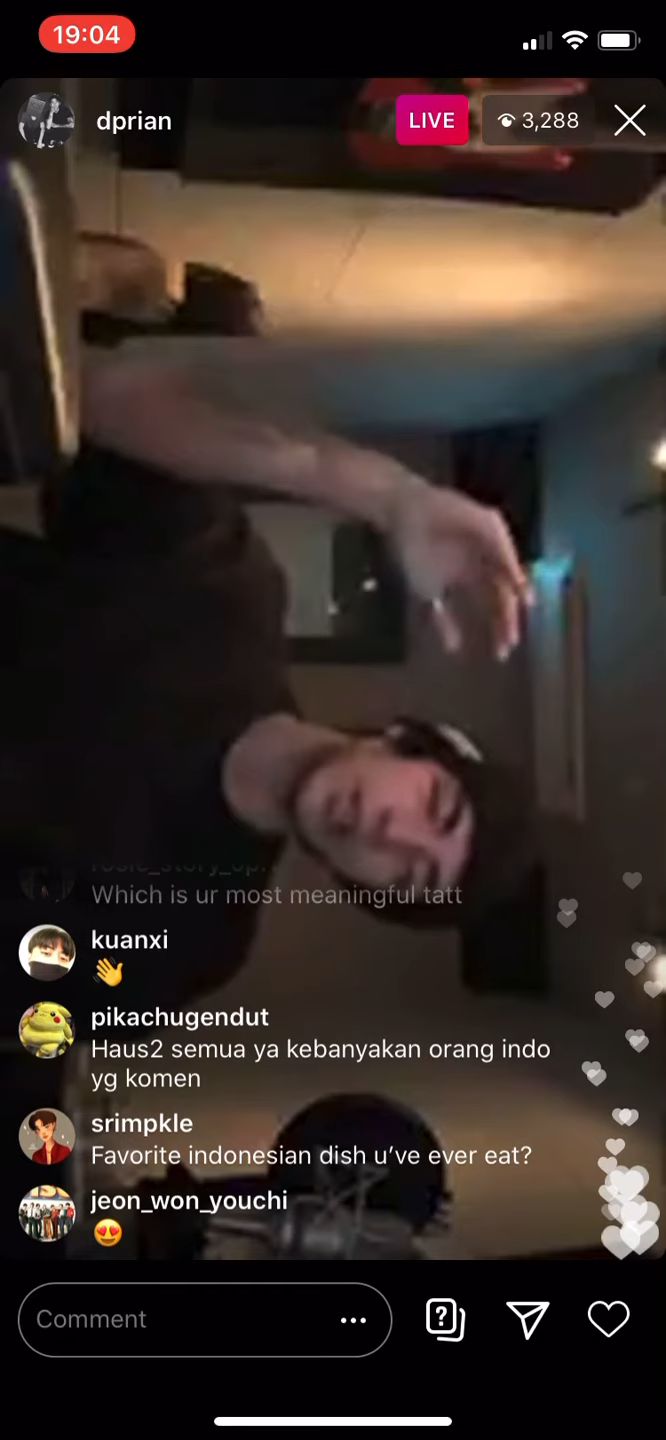 19:04
dprian
LIVE
3,288
Which is ur most meaningful tatt
kuanxi
👋
pikachugendut
Haus2 semua ya kebanyakan orang indo
yg komen
srimpkle
Favorite indonesian dish u’ve ever eat?
jeon_won_youchi
😍
Comment